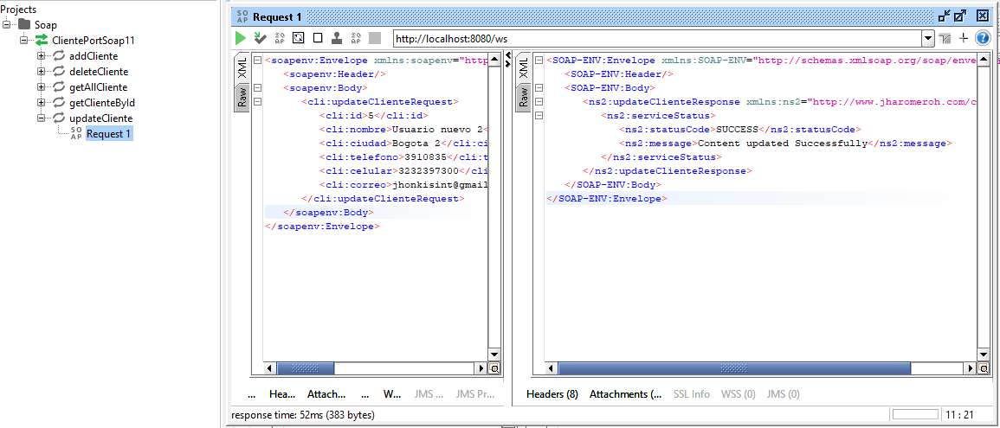 Projects
Soap
ClientePortSoap11
addCliente
deleteCliente
getAllCliente
getClienteById
updateCliente
SOAP Request 1
SOAP Request 1
http://localhost:8080/ws
XML
Raw
<soapenv:Envelope xmlns:soapenv="http
<soapenv:Header/>
<soapenv:Body>
<cli:updateClienteRequest>
<cli:id>5</cli:id>
<cli:nombre>Usuario nuevo 2<
<cli:ciudad>Bogota 2</cli:ci
<cli:telefono>3910835</cli:t
<cli:celular>3232397300</cli
<cli:correo>jhonkisint@gmail
</cli:updateClienteRequest>
</soapenv:Body>
</soapenv:Envelope>
XML
Raw
<SOAP-ENV:Envelope xmlns:SOAP-ENV="http://schemas.xmlsoap.org/soap/enve
<SOAP-ENV:Header/>
<SOAP-ENV:Body>
<ns2:updateClienteResponse xmlns:ns2="http://www.jharomeroh.com/c
<ns2:serviceStatus>
<ns2:statusCode>SUCCESS</ns2:statusCode>
<ns2:message>Content updated Successfully</ns2:message>
</ns2:serviceStatus>
</ns2:updateClienteResponse>
</SOAP-ENV:Body>
</SOAP-ENV:Envelope>
... Hea... Attach... ... W... JMS ... JMS Pr...
Headers (8) Attachments (... SSL Info WSS (0) JMS (0)
response time: 52ms (383 bytes)
11 : 21